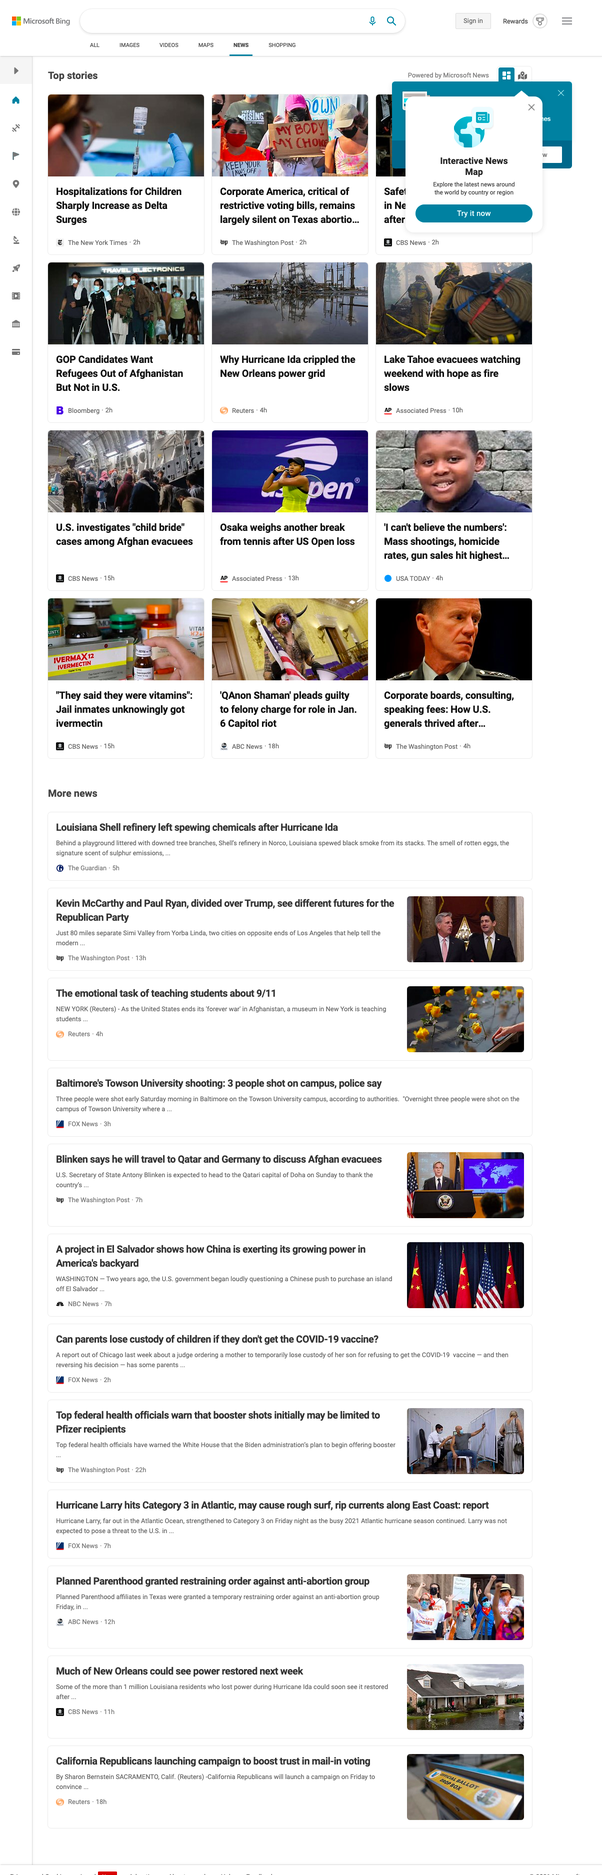 Microsoft Bing
Sign in
Rewards
ALL
IMAGES
VIDEOS
MAPS
NEWS
SHOPPING
Top stories
Powered by Microsoft News
Interactive News
Map
Explore the latest news around
the world by country or region
Try it now
MY BODY
MY CHOICE
Hospitalizations for Children
Sharply Increase as Delta
Surges
The New York Times · 2h
Corporate America, critical of
restrictive voting bills, remains
largely silent on Texas abortio...
The Washington Post · 2h
in Ne
after
CBS News · 2h
TRAVEL ELECTRONICS
GOP Candidates Want
Refugees Out of Afghanistan
But Not in U.S.
Bloomberg · 2h
Why Hurricane Ida crippled the
New Orleans power grid
Reuters · 4h
Lake Tahoe evacuees watching
weekend with hope as fire
slows
Associated Press · 10h
U.S. investigates "child bride"
cases among Afghan evacuees
CBS News · 15h
Osaka weighs another break
from tennis after US Open loss
Associated Press · 13h
'I can't believe the numbers':
Mass shootings, homicide
rates, gun sales hit highest...
USA TODAY · 4h
IVERMAX 12
IVERMECTIN
"They said they were vitamins":
Jail inmates unknowingly got
ivermectin
CBS News · 15h
'QAnon Shaman' pleads guilty
to felony charge for role in Jan.
6 Capitol riot
ABC News · 18h
Corporate boards, consulting,
speaking fees: How U.S.
generals thrived after...
The Washington Post · 4h
More news
Louisiana Shell refinery left spewing chemicals after Hurricane Ida
Behind a playground littered with downed tree branches, Shell's refinery in Norco, Louisiana spewed black smoke from its stacks. The smell of rotten eggs, the
signature scent of sulphur emissions, ...
The Guardian · 5h
Kevin McCarthy and Paul Ryan, divided over Trump, see different futures for the
Republican Party
Just 80 miles separate Simi Valley from Yorba Linda, two cities on opposite ends of Los Angeles that help tell the
modern ...
The Washington Post · 13h
The emotional task of teaching students about 9/11
NEW YORK (Reuters) - As the United States ends its 'forever war' in Afghanistan, a museum in New York is teaching
students ...
Reuters · 4h
Baltimore's Towson University shooting: 3 people shot on campus, police say
Three people were shot early Saturday morning in Baltimore on the Towson University campus, according to authorities. "Overnight three people were shot on the
campus of Towson University where a ...
FOX News · 3h
Blinken says he will travel to Qatar and Germany to discuss Afghan evacuees
U.S. Secretary of State Antony Blinken is expected to head to the Qatari capital of Doha on Sunday to thank the
country's ...
The Washington Post · 7h
A project in El Salvador shows how China is exerting its growing power in
America's backyard
WASHINGTON — Two years ago, the U.S. government began loudly questioning a Chinese push to purchase an island
off El Salvador ...
NBC News · 7h
Can parents lose custody of children if they don't get the COVID-19 vaccine?
A report out of Chicago last week about a judge ordering a mother to temporarily lose custody of her son for refusing to get the COVID-19 vaccine — and then
reversing his decision — has some parents ...
FOX News · 2h
Top federal health officials warn that booster shots initially may be limited to
Pfizer recipients
Top federal health officials have warned the White House that the Biden administration's plan to begin offering booster
...
The Washington Post · 22h
Hurricane Larry hits Category 3 in Atlantic, may cause rough surf, rip currents along East Coast: report
Hurricane Larry, far out in the Atlantic Ocean, strengthened to Category 3 on Friday night as the busy 2021 Atlantic hurricane season continued. Larry was not
expected to pose a threat to the U.S. in ...
FOX News · 7h
Planned Parenthood granted restraining order against anti-abortion group
Planned Parenthood affiliates in Texas were granted a temporary restraining order against an anti-abortion group
Friday, in ...
ABC News · 12h
Much of New Orleans could see power restored next week
Some of the more than 1 million Louisiana residents who lost power during Hurricane Ida could soon see it restored
after ...
CBS News · 11h
California Republicans launching campaign to boost trust in mail-in voting
By Sharon Bernstein SACRAMENTO, Calif. (Reuters) -California Republicans will launch a campaign on Friday to
convince ...
Reuters · 18h
OFFICIAL BALLOT
DROP BOX